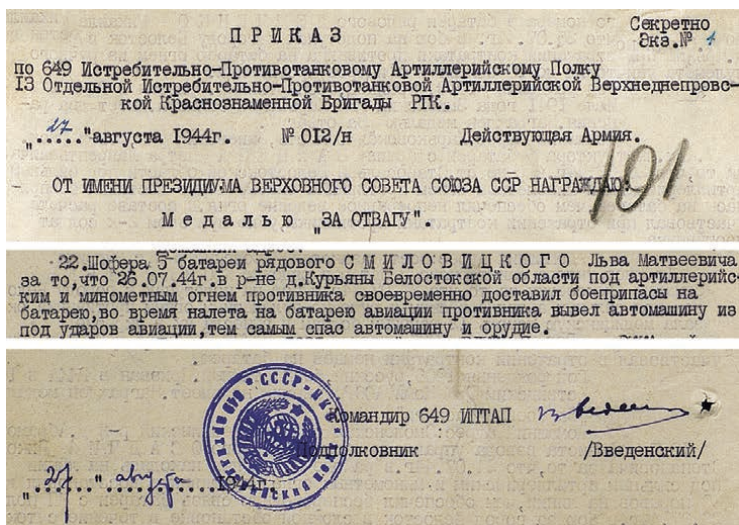 ПРИКАЗ
Секретно
Экз.№ 1
по 649 Истребительно-Противотанковому Артиллерийскому Полку
I3 Отдельной Истребительно-Противотанковой Артиллерийской Верхнеднепровс-
кой Краснознаменной Бригады РГК.
"27"августа 1944г. № 012/н Действующая Армия.
101
ОТ ИМЕНИ ПРЕЗИДИУМА ВЕРХОВНОГО СОВЕТА СОЮЗА ССР НАГРАЖДАЮ:
Медалью „ЗА ОТВАГУ".
22.Шофера 5 батареи рядового СМИЛОВИЦКОГО Льва Матвеевича
за то,что 26.07.44г.в р-не д.Курьяны Белостокской области под артиллерийс-
ким и минометным огнем противника своевременно доставил боеприпасы на
батарею,во время налета на батарею авиации противника вывел автомашину из
под ударов авиации,тем самым спас автомашину и орудие.
Командир 649 ИПТАП
Подполковник /Введенский/
"27" августа 1944г.
СССР-НКО